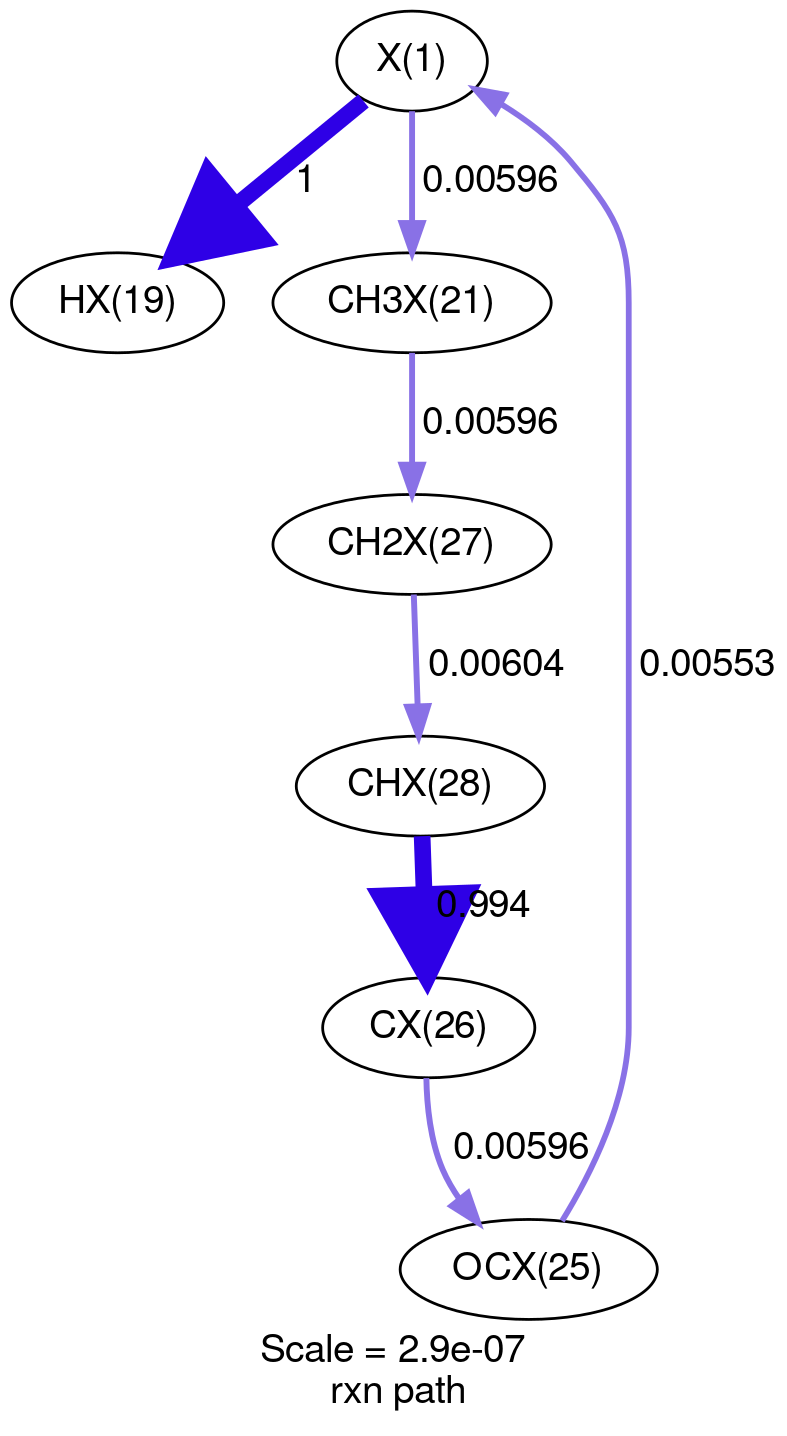 X(1)
1
0.00596
HX(19)
CH3X(21)
0.00596
CH2X(27)
0.00604
0.00553
CHX(28)
0.994
CX(26)
0.00596
OCX(25)
Scale = 2.9e-07
rxn path